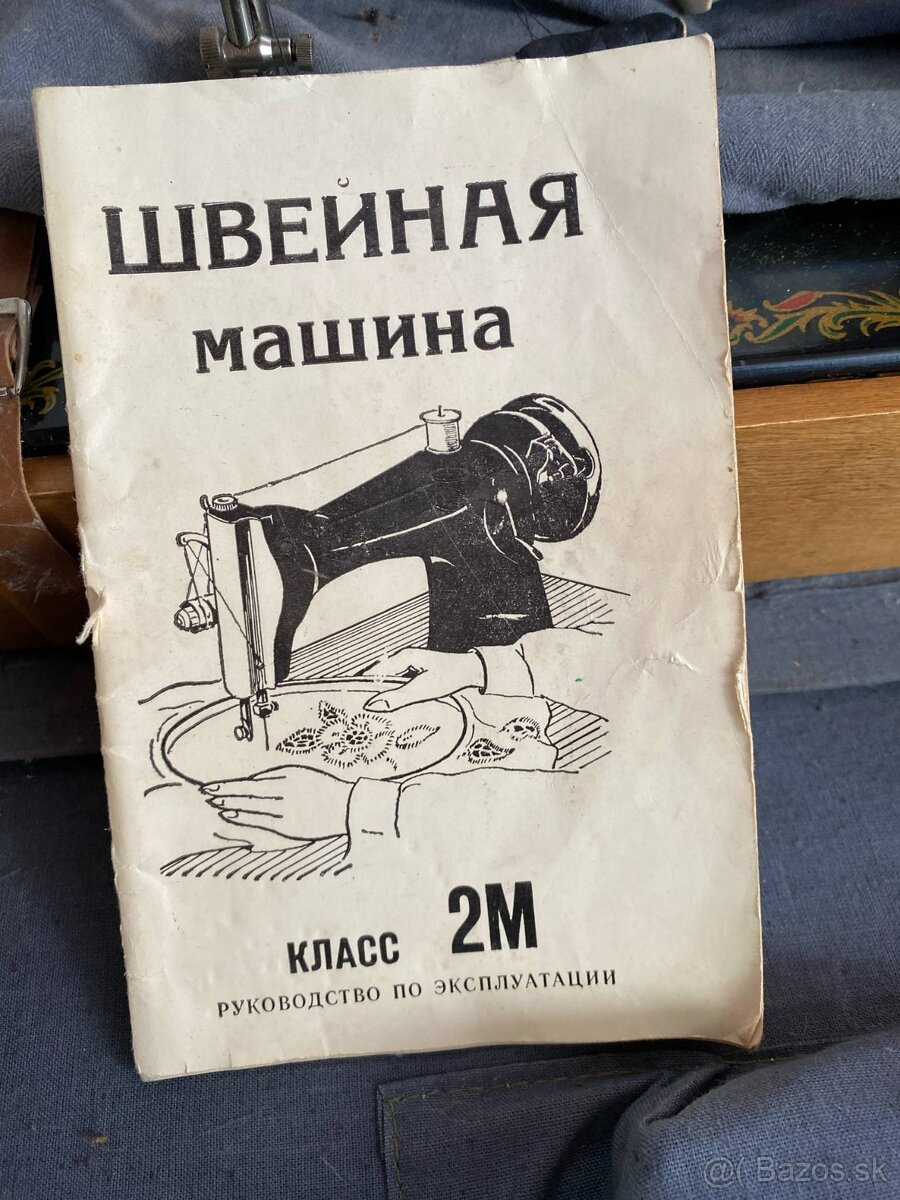 ШВЕЙНАЯ
машина
КЛАСС 2М
РУКОВОДСТВО ПО ЭКСПЛУАТАЦИИ
@( Bazos.sk